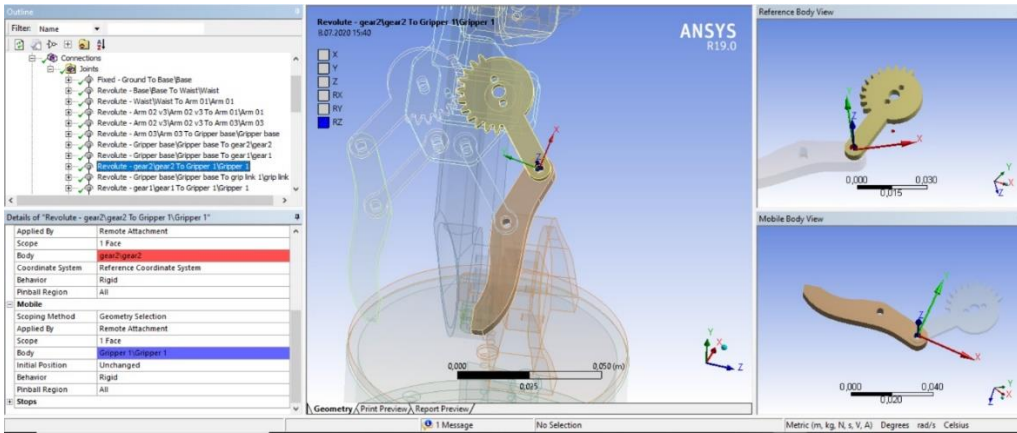 Outline
Filter: Name
Connections
Joints
Fixed - Ground To Base\Base
Revolute - Base\Base To Waist\Waist
Revolute - Waist\Waist To Arm 01\Arm 01
Revolute - Arm 02 v3\Arm 02 v3 To Arm 01\Arm 01
Revolute - Arm 02 v3\Arm 02 v3 To Arm 03\Arm 03
Revolute - Arm 03\Arm 03 To Gripper base\Gripper base
Revolute - Gripper base\Gripper base To gear2\gear2
Revolute - Gripper base\Gripper base To gear1\gear1
Revolute - gear2\gear2 To Gripper 1\Gripper 1
Revolute - Gripper base\Gripper base To grip link 1\grip link
Revolute - gear1\gear1 To Gripper 1\Gripper 1
Details of "Revolute - gear2\gear2 To Gripper 1\Gripper 1"
Applied By Remote Attachment
Scope 1 Face
Body gear2\gear2
Coordinate System Reference Coordinate System
Behavior Rigid
Pinball Region All
Mobile
Scoping Method Geometry Selection
Applied By Remote Attachment
Scope 1 Face
Body Gripper 1\Gripper 1
Initial Position Unchanged
Behavior Rigid
Pinball Region All
Stops
Revolute - gear2\gear2 To Gripper 1\Gripper 1
8.07.2020 15:40
X
Y
Z
RX
RY
RZ
ANSYS
R19.0
X
Z
0,000 0,050 (m)
0,025
Y
X
Z
Geometry Print Preview Report Preview
Reference Body View
Y
Z
X
0,000 0,030
0,015
Z
Y
X
Mobile Body View
Y
Z
X
0,000 0,040
0,020
Z
Y
X
1 Message No Selection Metric (m, kg, N, s, V, A) Degrees rad/s Celsius